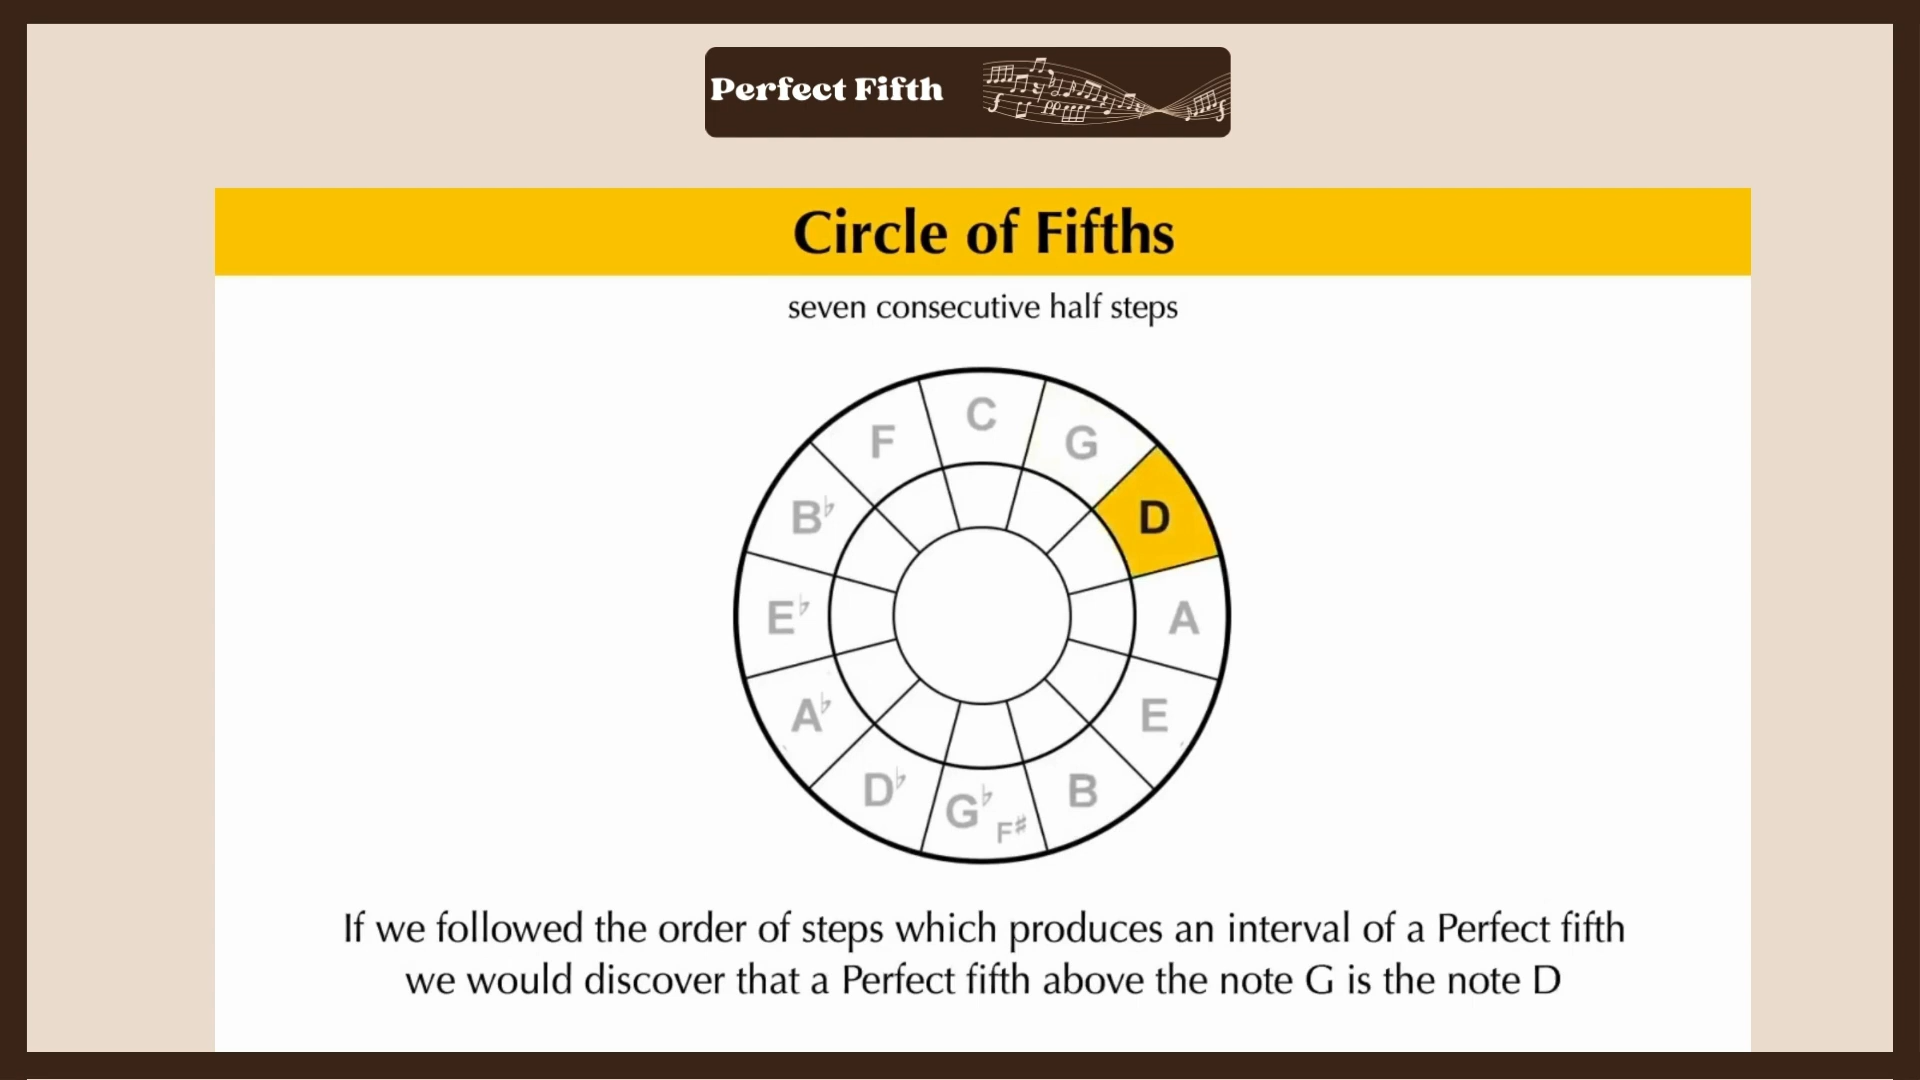 Perfect Fifth
Circle of Fifths
seven consecutive half steps
C
G
D
A
E
B
G♭
F♯
D♭
A♭
E♭
B♭
F
If we followed the order of steps which produces an interval of a Perfect fifth
we would discover that a Perfect fifth above the note G is the note D